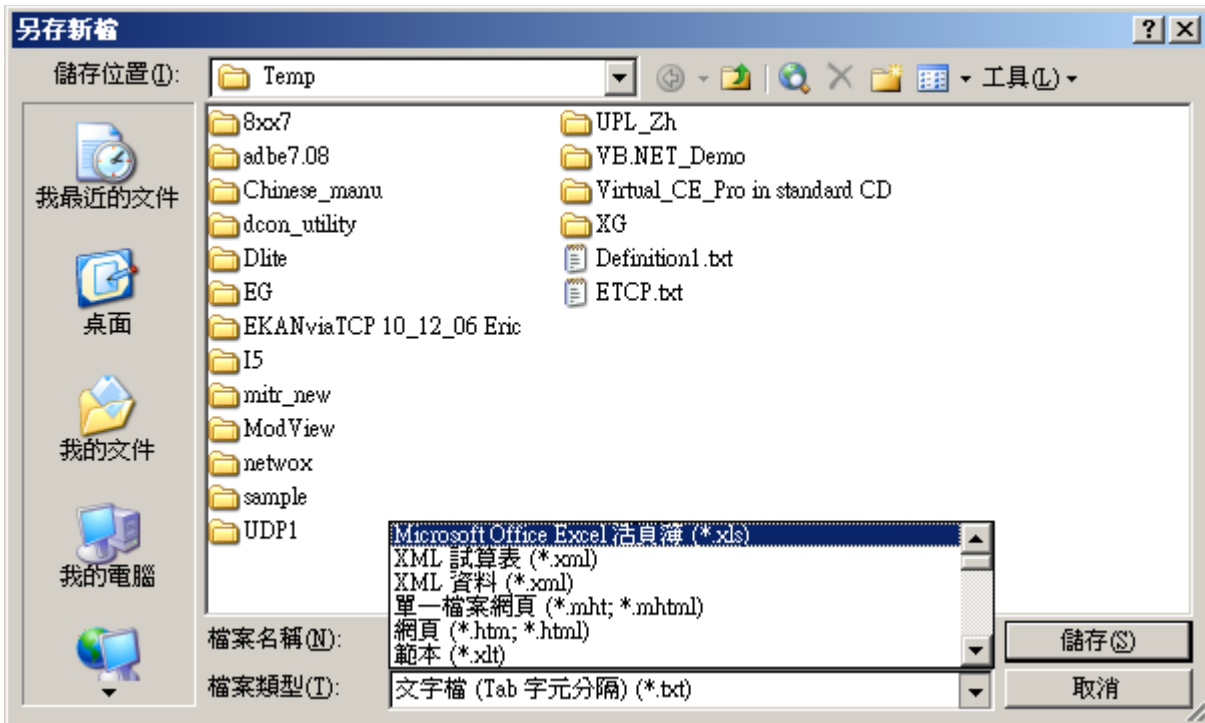 另存新檔
儲存位置(I):
Temp
工具(L)
我最近的文件
桌面
我的文件
我的電腦
8xx7
adbe7.08
Chinese_manu
dcon_utility
Dlite
EG
EKANviaTCP 10_12_06 Eric
I5
mitr_new
ModView
netwox
sample
UDP1
UPL_Zh
VB.NET_Demo
Virtual_CE_Pro in standard CD
XG
Definition1.txt
ETCP.txt
Microsoft Office Excel 活頁簿 (*.xls)
XML 試算表 (*.xml)
XML 資料 (*.xml)
單一檔案網頁 (*.mht; *.mhtml)
網頁 (*.htm; *.html)
範本 (*.xlt)
檔案名稱(N):
儲存(S)
檔案類型(T):
文字檔 (Tab 字元分隔) (*.txt)
取消